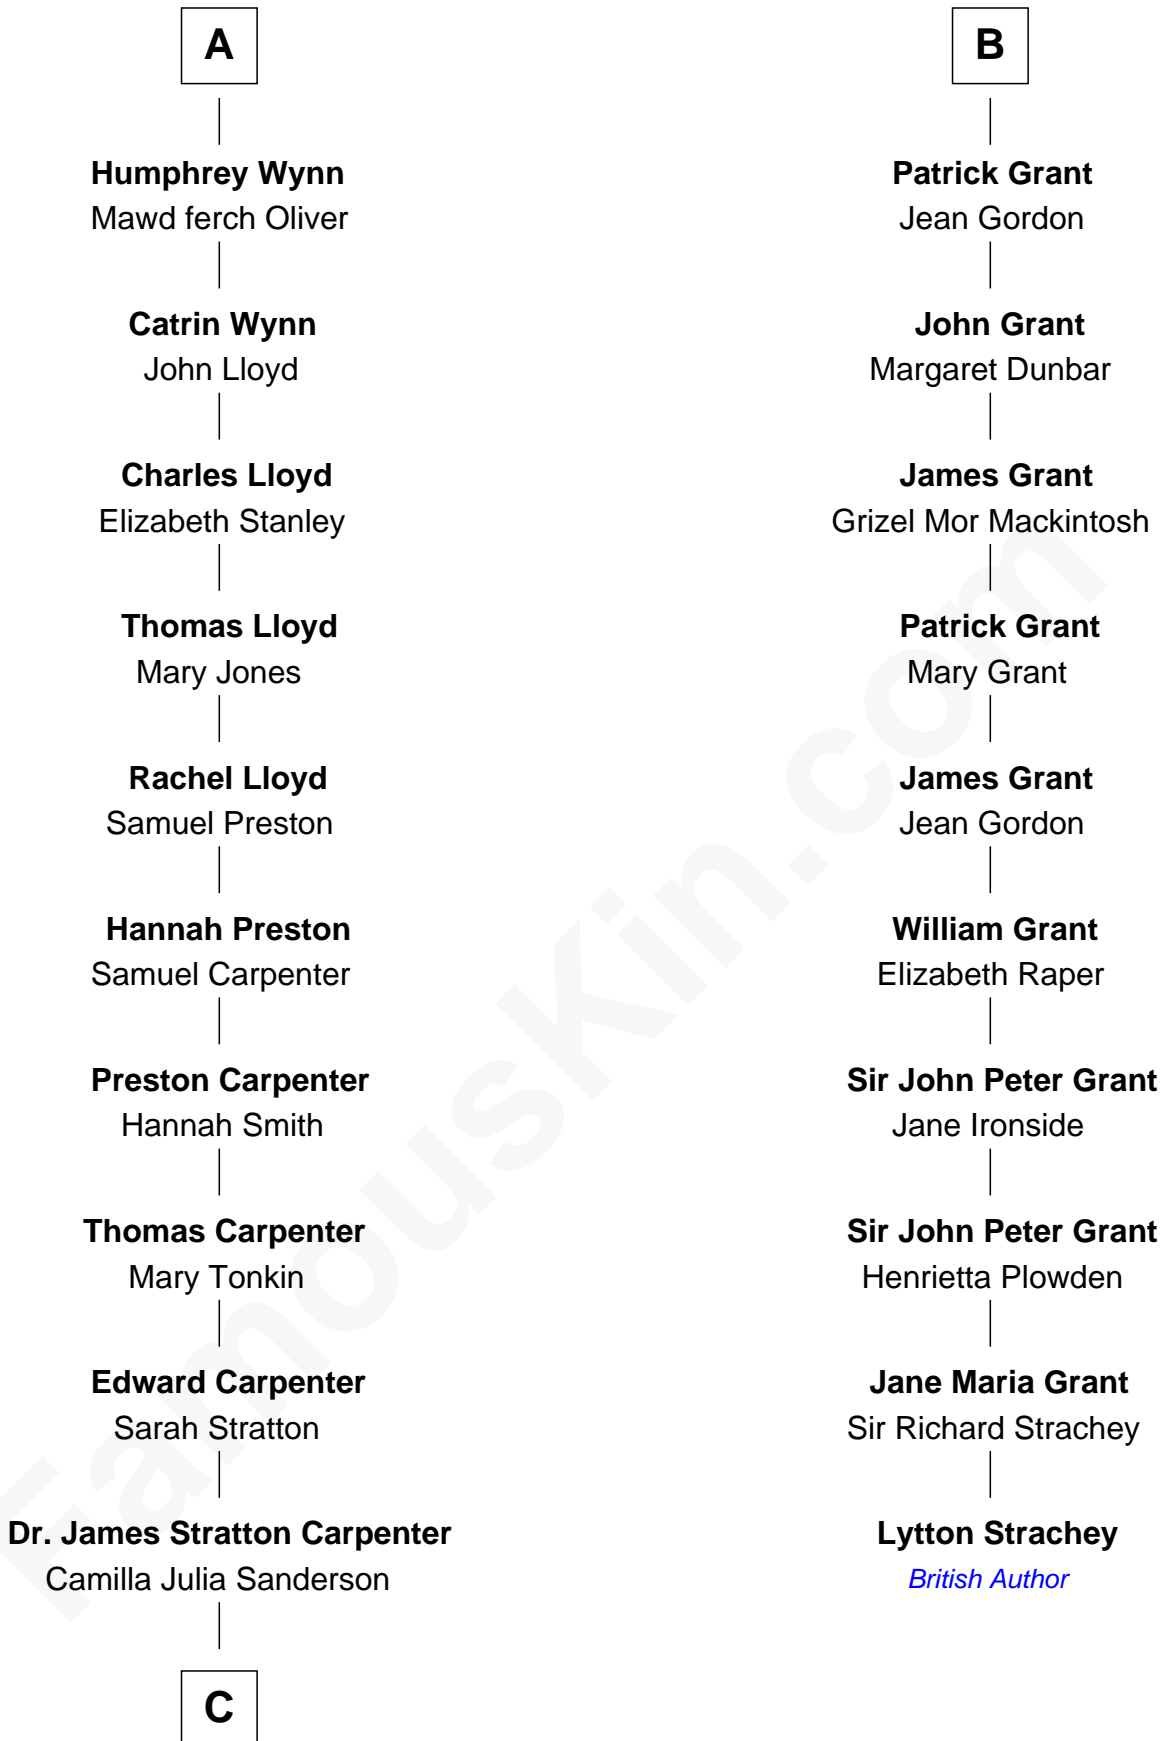 A
Humphrey Wynn
Mawd ferch Oliver
Catrin Wynn
John Lloyd
Charles Lloyd
Elizabeth Stanley
Thomas Lloyd
Mary Jones
Rachel Lloyd
Samuel Preston
Hannah Preston
Samuel Carpenter
Preston Carpenter
Hannah Smith
Thomas Carpenter
Mary Tonkin
Edward Carpenter
Sarah Stratton
Dr. James Stratton Carpenter
Camilla Julia Sanderson
C
B
Patrick Grant
Jean Gordon
John Grant
Margaret Dunbar
James Grant
Grizel Mor Mackintosh
Patrick Grant
Mary Grant
James Grant
Jean Gordon
William Grant
Elizabeth Raper
Sir John Peter Grant
Jane Ironside
Sir John Peter Grant
Henrietta Plowden
Jane Maria Grant
Sir Richard Strachey
Lytton Strachey
British Author
FamousKin.com